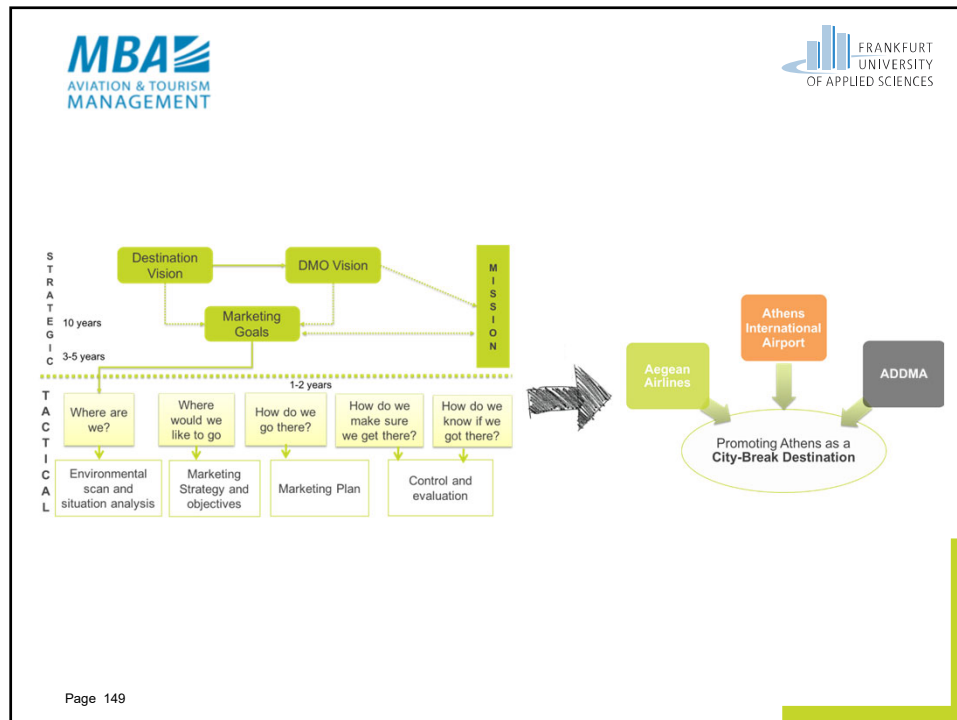 MBA
AVIATION & TOURISM
MANAGEMENT
FRANKFURT
UNIVERSITY
OF APPLIED SCIENCES
STRATEGIC
10 years
3-5 years
Destination
Vision
DMO Vision
Marketing
Goals
MISSION
1-2 years
TACTICAL
Where are
we?
Where
would we
like to go
How do we
go there?
How do we
make sure
we get there?
How do we
know if we
got there?
Environmental
scan and
situation analysis
Marketing
Strategy and
objectives
Marketing Plan
Control and
evaluation
Aegean
Airlines
Athens
International
Airport
ADDMA
Promoting Athens as a
City-Break Destination
Page 149